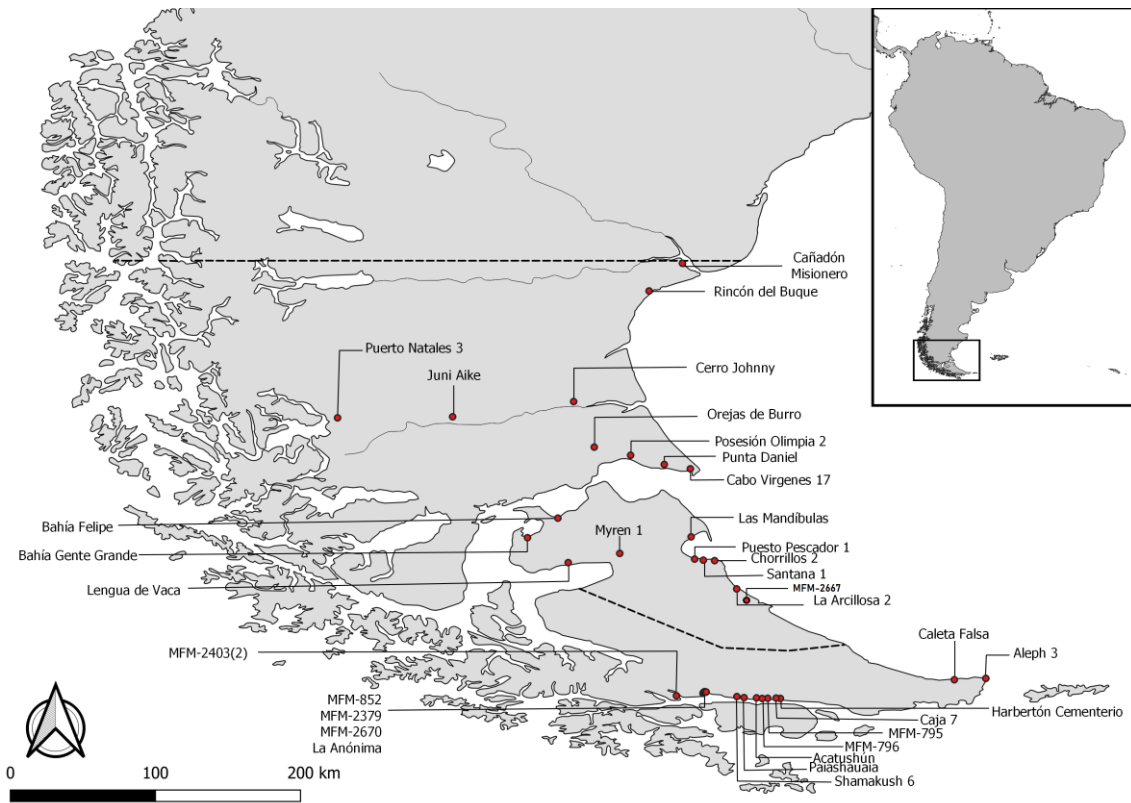 Cañadón
Misionero
Rincón del Buque
Puerto Natales 3
Juni Aike
Cerro Johnny
Orejas de Burro
Posesión Olimpia 2
Punta Daniel
Cabo Virgenes 17
Bahía Felipe
Las Mandíbulas
Myren 1
Bahía Gente Grande
Puesto Pescador 1
Chorrillos 2
Santana 1
Lengua de Vaca
MFM-2667
La Arcillosa 2
Caleta Falsa
MFM-2403(2)
Aleph 3
MFM-852
MFM-2379
MFM-2670
La Anónima
Harbertón Cementerio
Caja 7
MFM-795
MFM-796
Acatushún
Paiashauaia
Shamakush 6
0 100 200 km